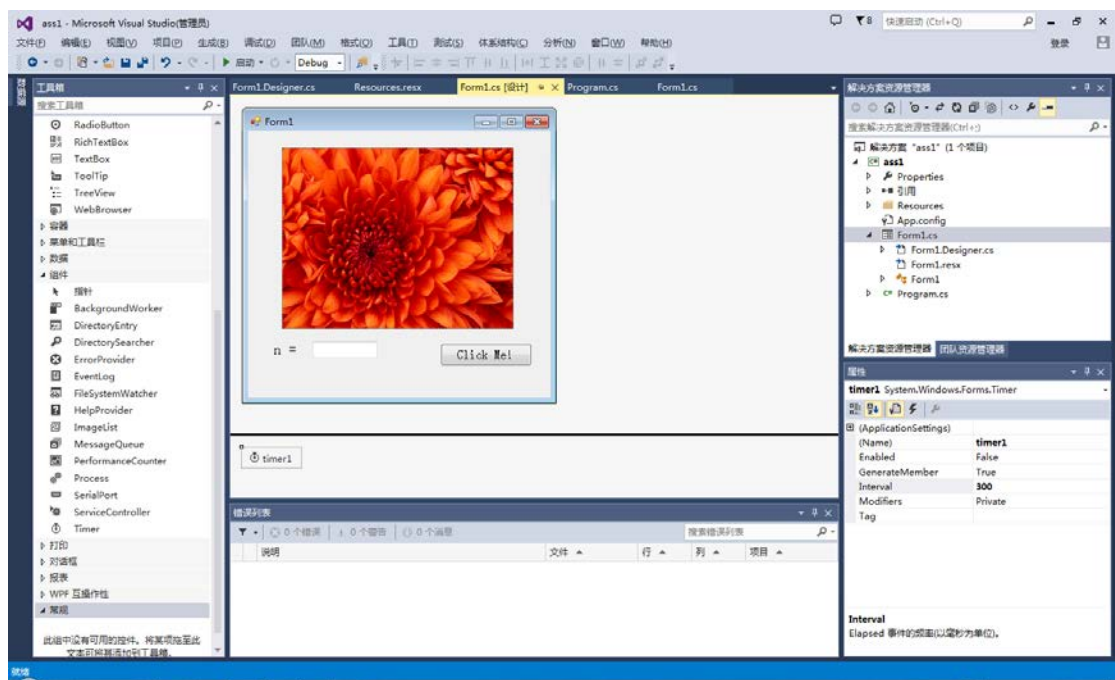 ass1 - Microsoft Visual Studio(管理员)
8
快速启动 (Ctrl+Q)
文件(F) 编辑(E) 视图(V) 项目(P) 生成(B) 调试(D) 团队(M) 格式(O) 工具(T) 测试(S) 体系结构(C) 分析(N) 窗口(W) 帮助(H)
登录
启动 Debug
工具箱
搜索工具箱
RadioButton
RichTextBox
TextBox
ToolTip
TreeView
WebBrowser
容器
菜单和工具栏
数据
组件
指针
BackgroundWorker
DirectoryEntry
DirectorySearcher
ErrorProvider
EventLog
FileSystemWatcher
HelpProvider
ImageList
MessageQueue
PerformanceCounter
Process
SerialPort
ServiceController
Timer
打印
对话框
报表
WPF 互操作性
常规
此组中没有可用的控件。将某项拖至此
文本可将其添加到工具箱。
Form1.Designer.cs Resources.resx Form1.cs [设计] Program.cs Form1.cs
Form1
n =
Click Me!
timer1
错误列表
0 个错误 0 个警告 0 个消息
搜索错误列表
说明 文件 行 列 项目
解决方案资源管理器
搜索解决方案资源管理器(Ctrl+;)
解决方案 "ass1" (1 个项目)
ass1
Properties
引用
Resources
App.config
Form1.cs
Form1.Designer.cs
Form1.resx
Form1
Program.cs
解决方案资源管理器 团队资源管理器
属性
timer1 System.Windows.Forms.Timer
(ApplicationSettings)
(Name) timer1
Enabled False
GenerateMember True
Interval 300
Modifiers Private
Tag
Interval
Elapsed 事件的频率(以毫秒为单位)。
就绪